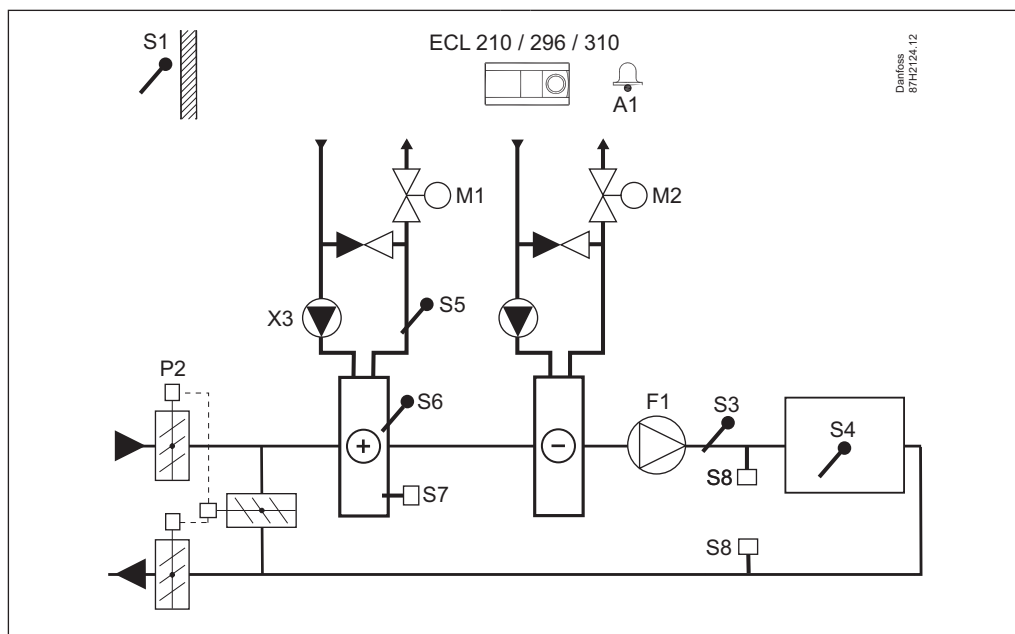 S1
ECL 210 / 296 / 310
A1
Danfoss
87H2124.12
M1
M2
X3
S5
P2
S6
F1
S3
S4
+
−
S8
S7
S8